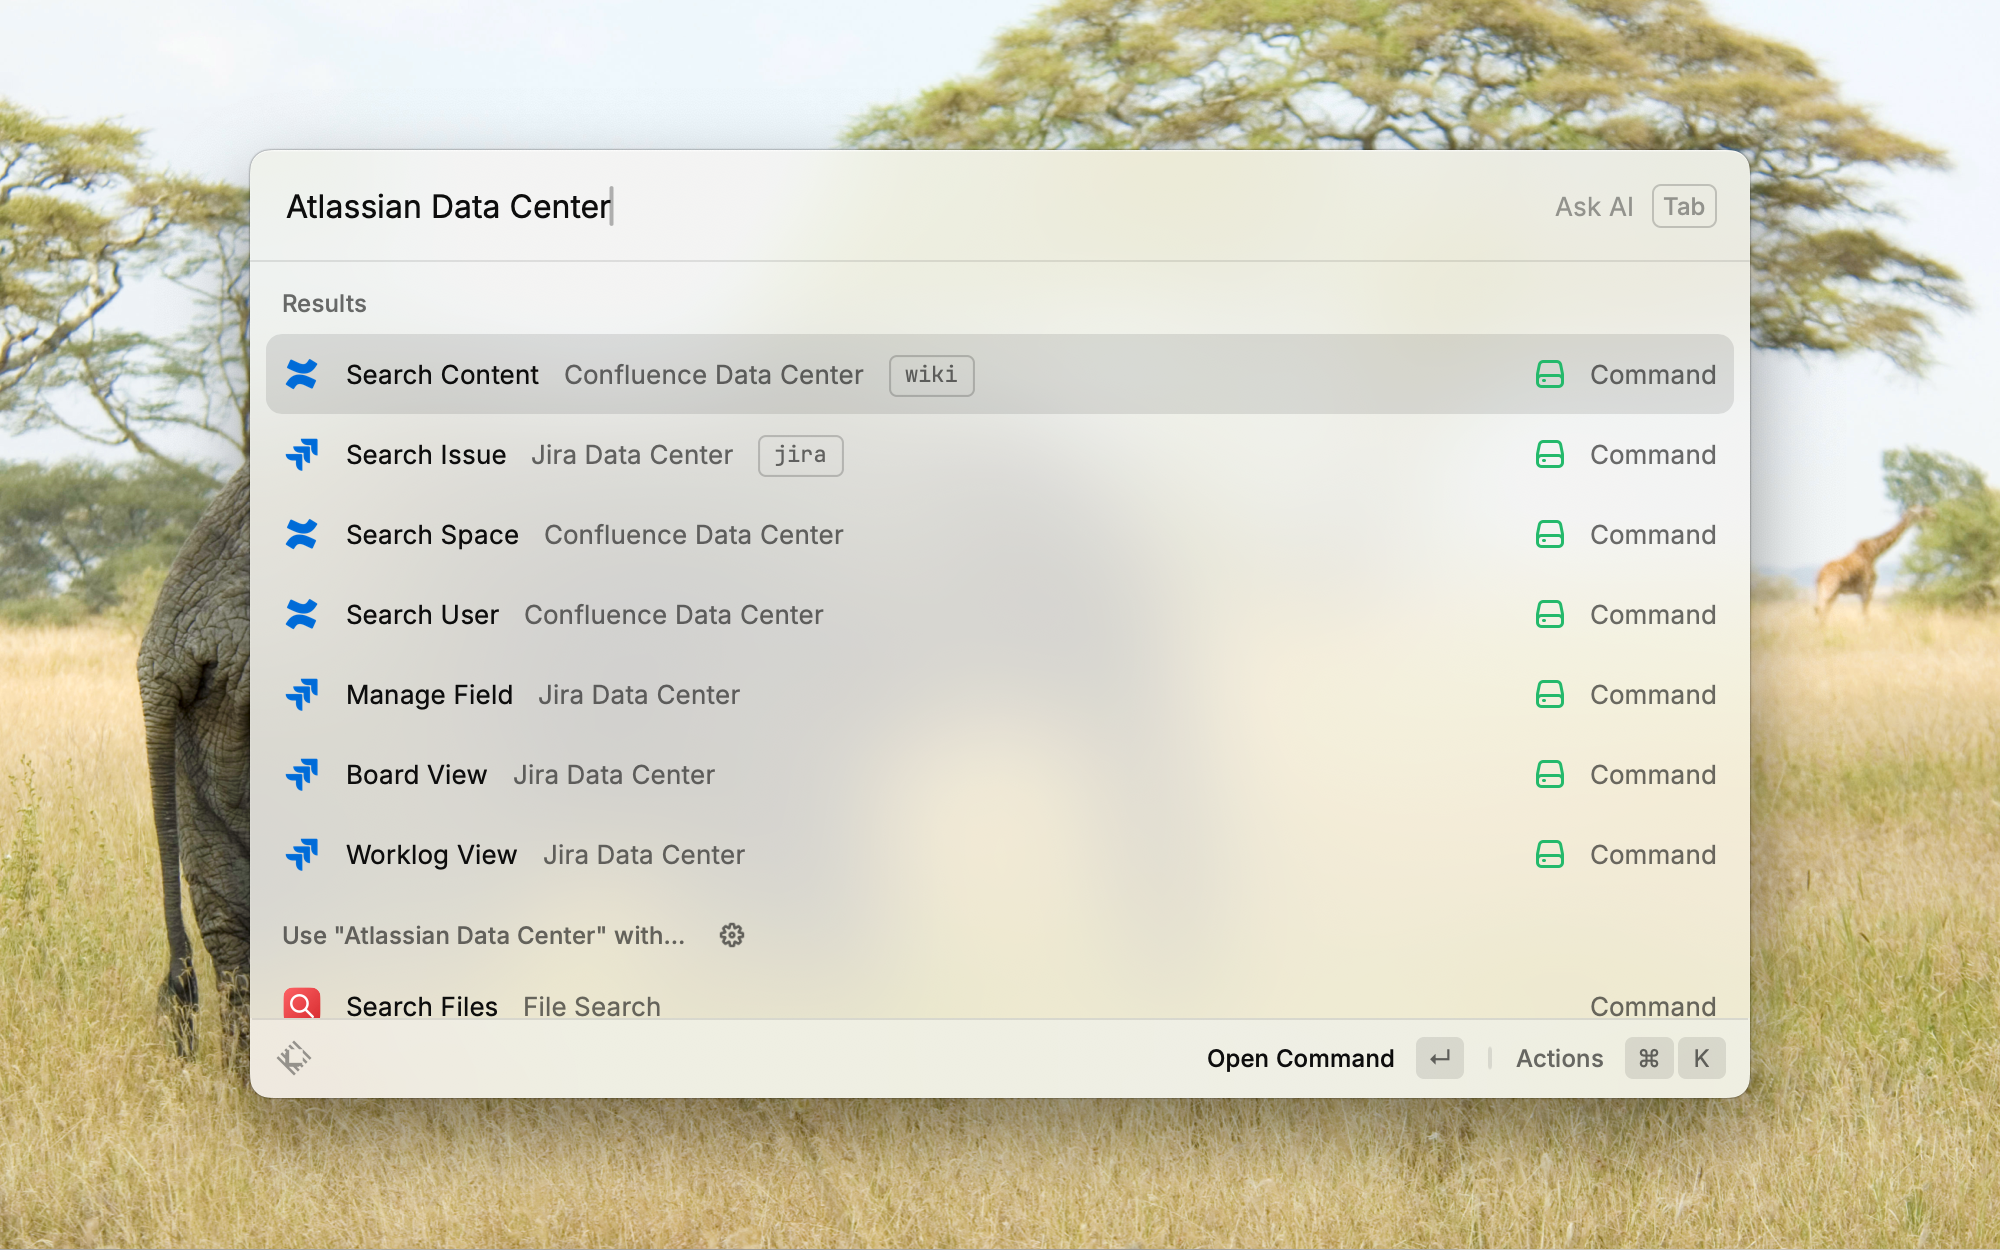 Atlassian Data Center Ask AI Tab
Results
Search Content Confluence Data Center wiki Command
Search Issue Jira Data Center jira Command
Search Space Confluence Data Center Command
Search User Confluence Data Center Command
Manage Field Jira Data Center Command
Board View Jira Data Center Command
Worklog View Jira Data Center Command
Use "Atlassian Data Center" with...
Search Files File Search Command
Open Command ↵ Actions ⌘ K